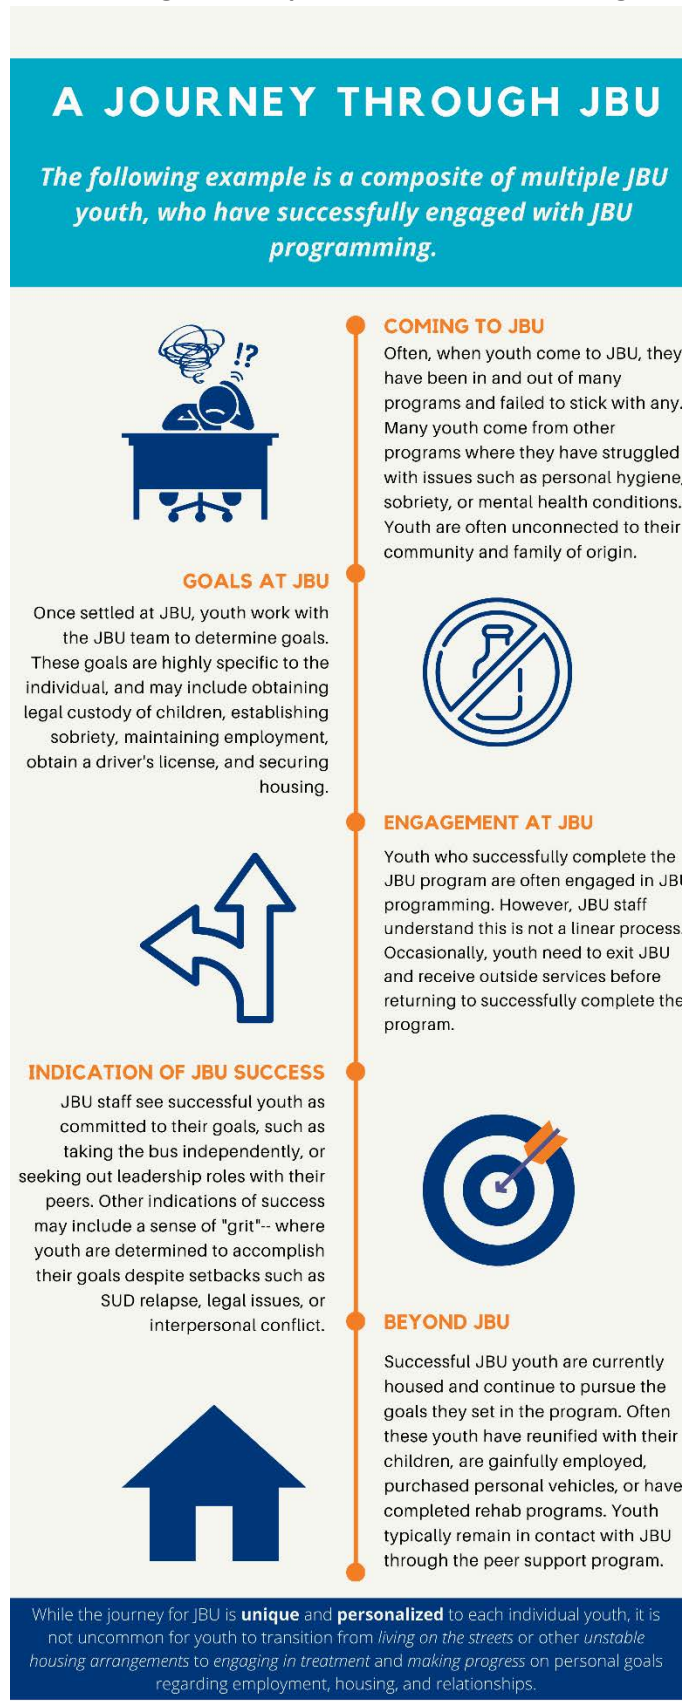 A JOURNEY THROUGH JBU
The following example is a composite of multiple JBU
youth, who have successfully engaged with JBU
programming.
!?
COMING TO JBU
Often, when youth come to JBU, they
have been in and out of many
programs and failed to stick with any.
Many youth come from other
programs where they have struggled
with issues such as personal hygiene,
sobriety, or mental health conditions.
Youth are often unconnected to their
community and family of origin.
GOALS AT JBU
Once settled at JBU, youth work with
the JBU team to determine goals.
These goals are highly specific to the
individual, and may include obtaining
legal custody of children, establishing
sobriety, maintaining employment,
obtain a driver's license, and securing
housing.
ENGAGEMENT AT JBU
Youth who successfully complete the
JBU program are often engaged in JBU
programming. However, JBU staff
understand this is not a linear process.
Occasionally, youth need to exit JBU
and receive outside services before
returning to successfully complete the
program.
INDICATION OF JBU SUCCESS
JBU staff see successful youth as
committed to their goals, such as
taking the bus independently, or
seeking out leadership roles with their
peers. Other indications of success
may include a sense of "grit"-- where
youth are determined to accomplish
their goals despite setbacks such as
SUD relapse, legal issues, or
interpersonal conflict.
BEYOND JBU
Successful JBU youth are currently
housed and continue to pursue the
goals they set in the program. Often
these youth have reunified with their
children, are gainfully employed,
purchased personal vehicles, or have
completed rehab programs. Youth
typically remain in contact with JBU
through the peer support program.
While the journey for JBU is unique and personalized to each individual youth, it is
not uncommon for youth to transition from living on the streets or other unstable
housing arrangements to engaging in treatment and making progress on personal goals
regarding employment, housing, and relationships.